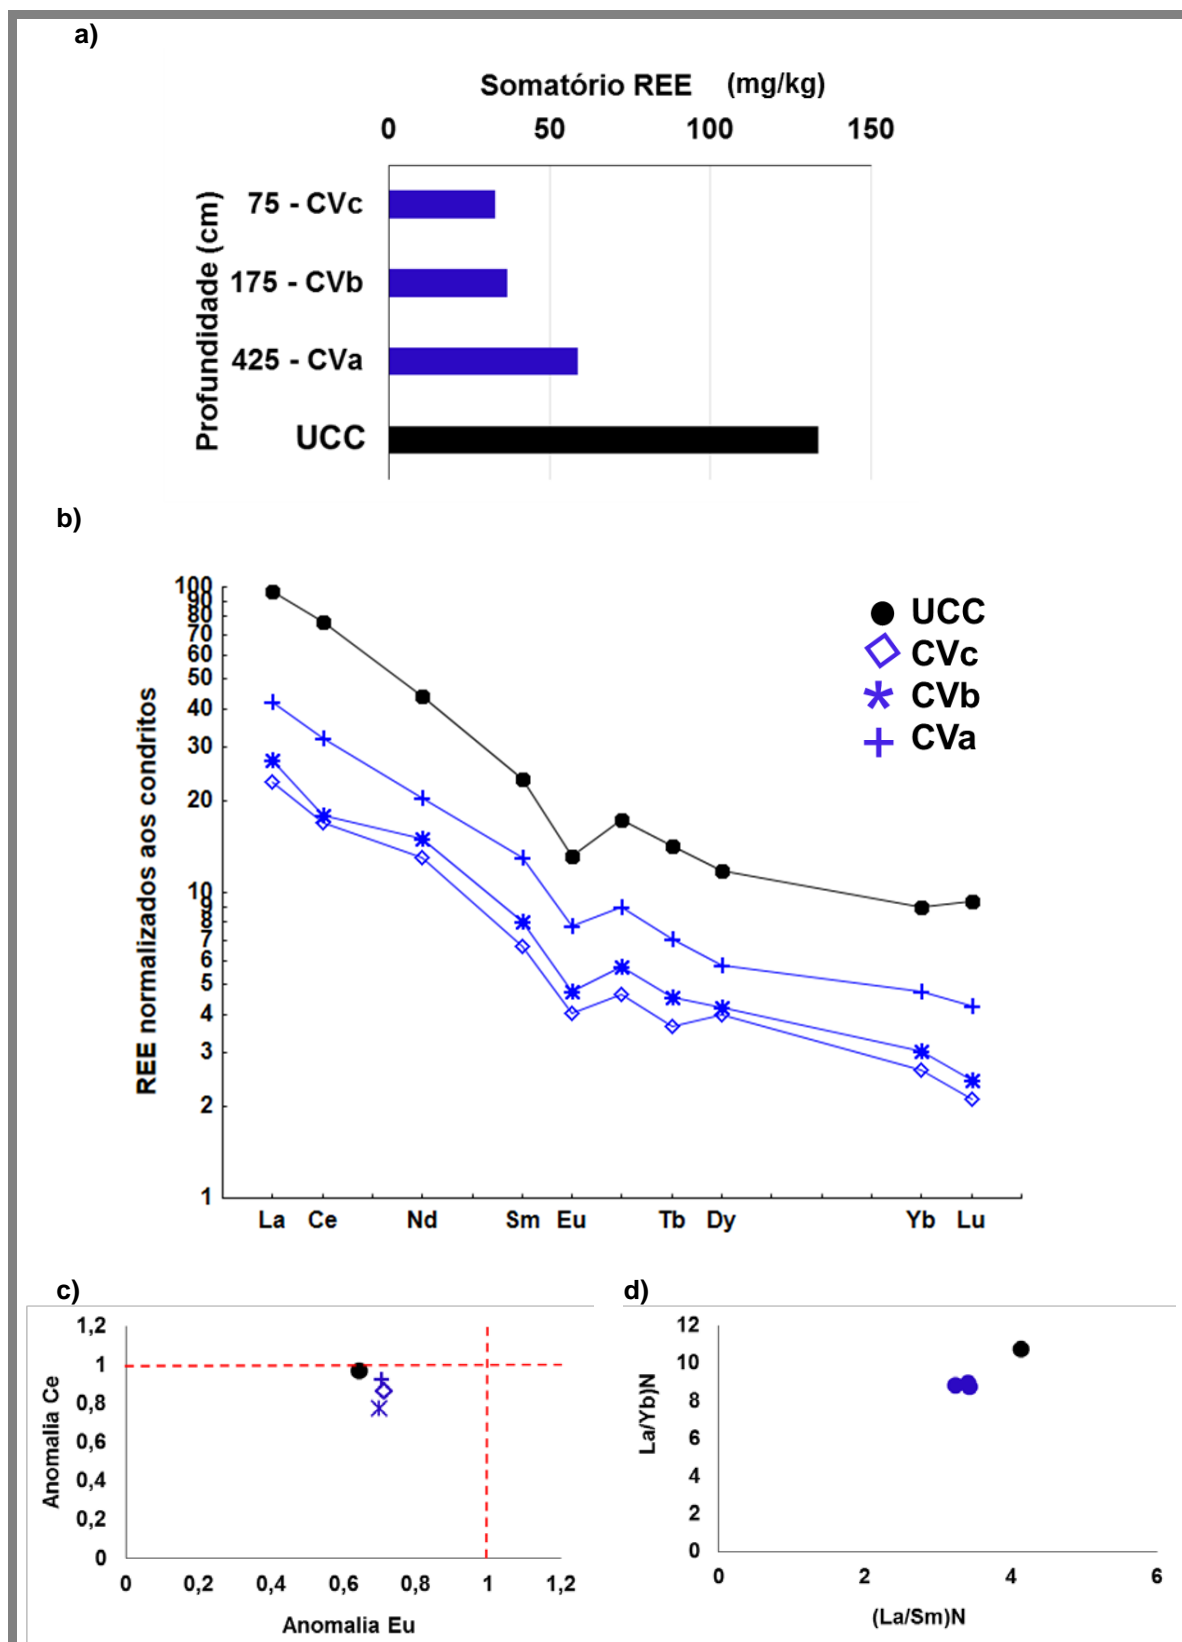 a)
Somatório REE (mg/kg)
0 50 100 150
Profundidade (cm)
75 - CVc
175 - CVb
425 - CVa
UCC
b)
REE normalizados aos condritos
100
90
80
70
60
50
40
30
20
10
9
8
7
6
5
4
3
2
1
La Ce Nd Sm Eu Tb Dy Yb Lu
UCC
CVc
CVb
CVa
c)
Anomalia Ce
1,2
1
0,8
0,6
0,4
0,2
0
0 0,2 0,4 0,6 0,8 1 1,2
Anomalia Eu
d)
La/Yb)N
12
10
8
6
4
2
0
0 2 4 6
(La/Sm)N